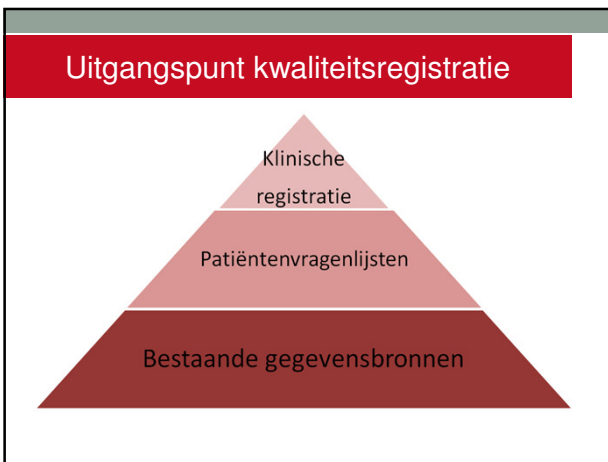 Uitgangspunt kwaliteitsregistratie
Klinische
registratie
Patiëntenvragenlijsten
Bestaande gegevensbronnen